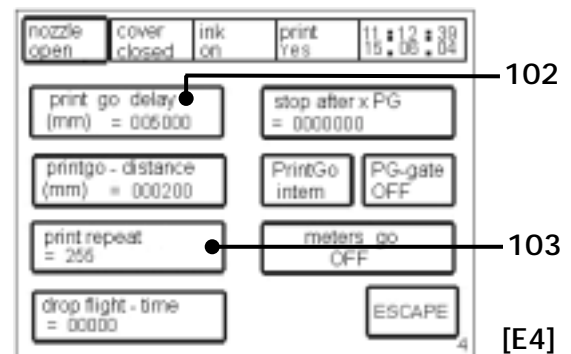 nozzle open
cover closed
ink on
print Yes
11:12:39
15.06.04
102
print go delay
(mm) = 005000
stop after x PG
= 0000000
printgo - distance
(mm) = 000200
PrintGo intern
PG-gate OFF
print repeat
= 255
meters go
OFF
103
drop flight - time
= 00000
ESCAPE
4
[E4]